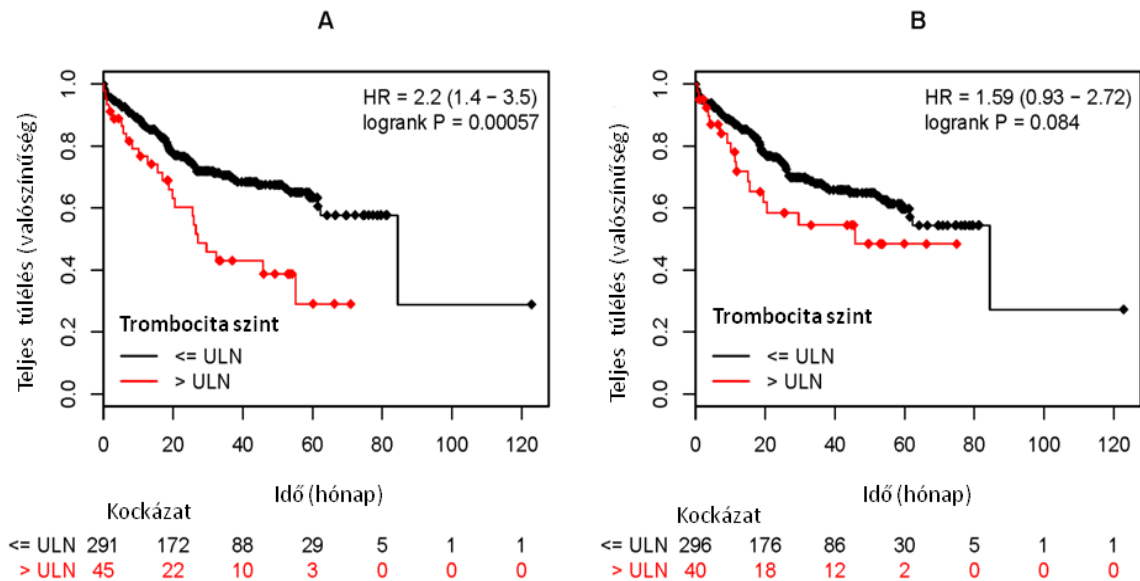 A
Teljes túlélés (valószínűség)
1.0
0.8
0.6
0.4
0.2
0.0
HR = 2.2 (1.4 − 3.5)
logrank P = 0.00057
Trombocita szint
<= ULN
> ULN
0 20 40 60 80 100 120
Idő (hónap)
Kockázat
<= ULN 291 172 88 29 5 1 1
> ULN 45 22 10 3 0 0 0
B
Teljes túlélés (valószínűség)
1.0
0.8
0.6
0.4
0.2
0.0
HR = 1.59 (0.93 − 2.72)
logrank P = 0.084
Trombocita szint
<= ULN
> ULN
0 20 40 60 80 100 120
Idő (hónap)
Kockázat
<= ULN 296 176 86 30 5 1 1
> ULN 40 18 12 2 0 0 0